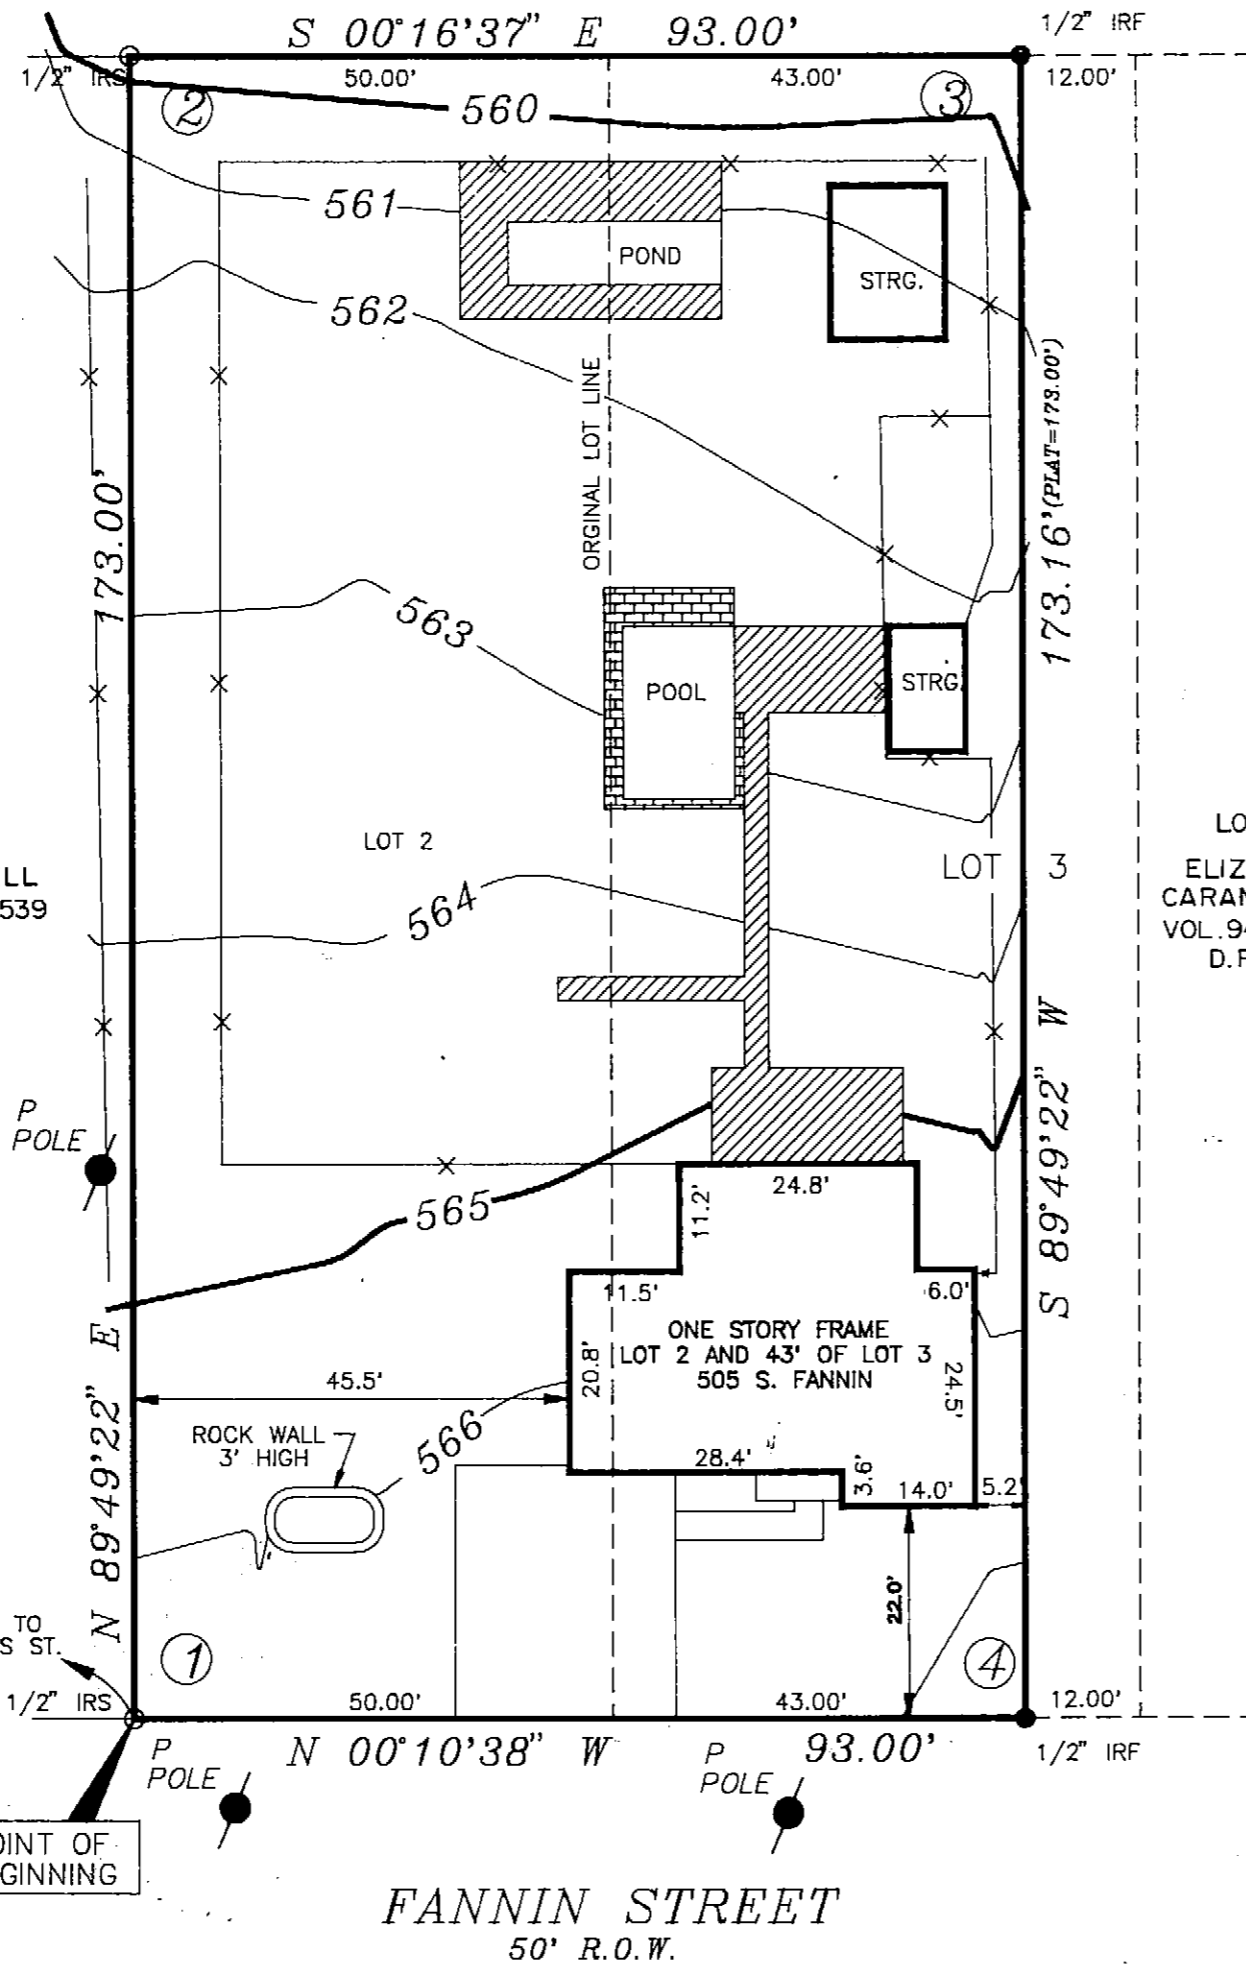 S 00°16'37" E 93.00'
1/2" IRF
1/2" IRS
50.00'
43.00'
12.00'
2
3
560
561
POND
STRG.
562
ORGINAL LOT LINE
173.00'
173.16' (PLAT=173.00')
563
POOL
STRG.
LOT 2
LOT 3
564
LL
539
LO
ELIZ
CARAN
VOL.94
D.F
P
POLE
565
24.8'
11.2'
11.5'
6.0'
ONE STORY FRAME
LOT 2 AND 43' OF LOT 3
505 S. FANNIN
20.8'
24.5'
45.5'
ROCK WALL
3' HIGH
566
28.4'
3.6'
14.0'
5.2'
22.0'
N 89°49'22" E
S 89°49'22" W
TO
S ST.
1
4
1/2" IRS
50.00'
43.00'
12.00'
N 00°10'38" W 93.00'
1/2" IRF
P
POLE
P
POLE
OINT OF
GINNING
FANNIN STREET
50' R.O.W.